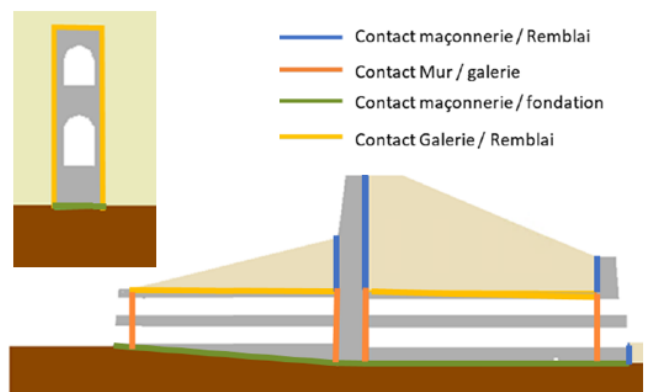 Contact maçonnerie / Remblai
Contact Mur / galerie
Contact maçonnerie/fondation
Contact Galerie / Remblai